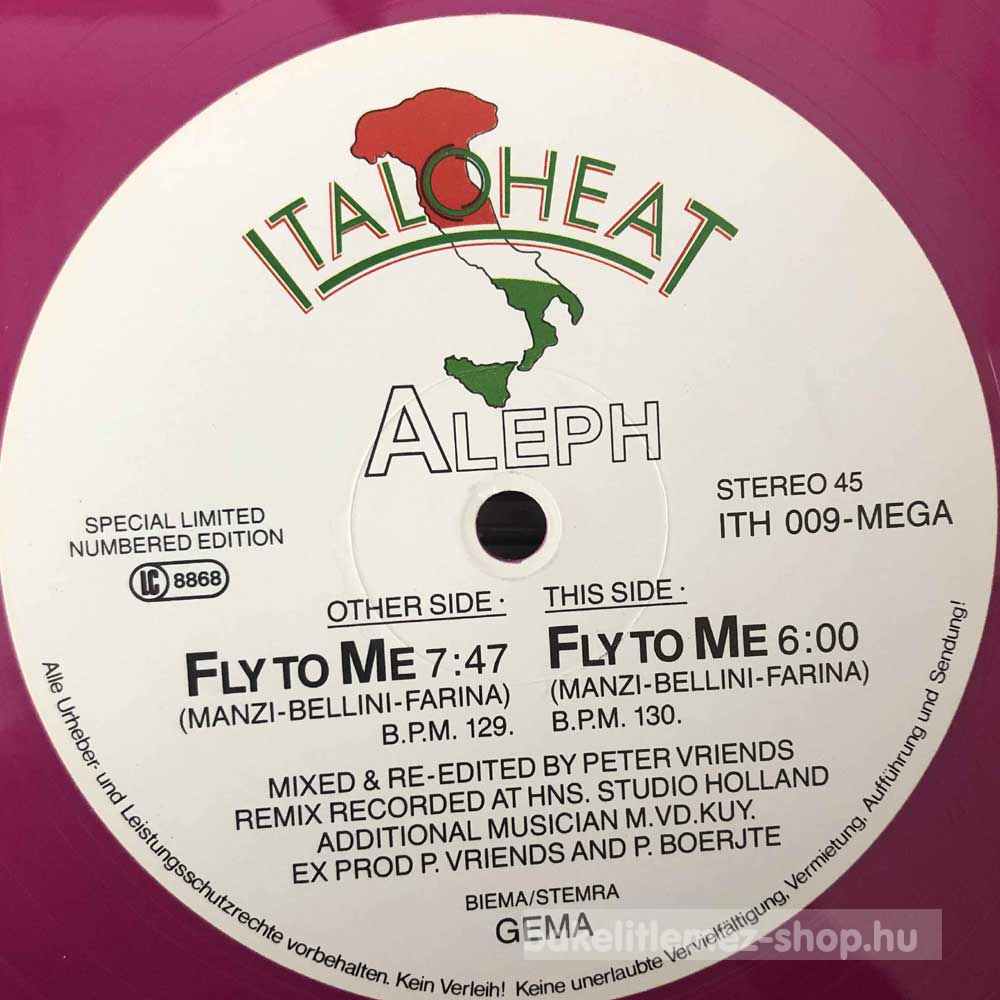 ITALOHEAT
ALEPH
SPECIAL LIMITED
NUMBERED EDITION
LC 8868
STEREO 45
ITH 009-MEGA
OTHER SIDE ·
FLY TO ME 7:47
(MANZI-BELLINI-FARINA)
B.P.M. 129.
THIS SIDE ·
FLY TO ME 6:00
(MANZI-BELLINI-FARINA)
B.P.M. 130.
MIXED & RE-EDITED BY PETER VRIENDS
REMIX RECORDED AT HNS. STUDIO HOLLAND
ADDITIONAL MUSICIAN M.VD.KUY.
EX PROD P. VRIENDS AND P. BOERJTE
BIEMA/STEMRA
GEMA
Alle Urheber- und Leistungsschutzrechte vorbehalten. Kein Verleih! Keine unerlaubte Vervielfältigung, Vermietung, Aufführung und Sendung!
bakelitlemez-shop.hu